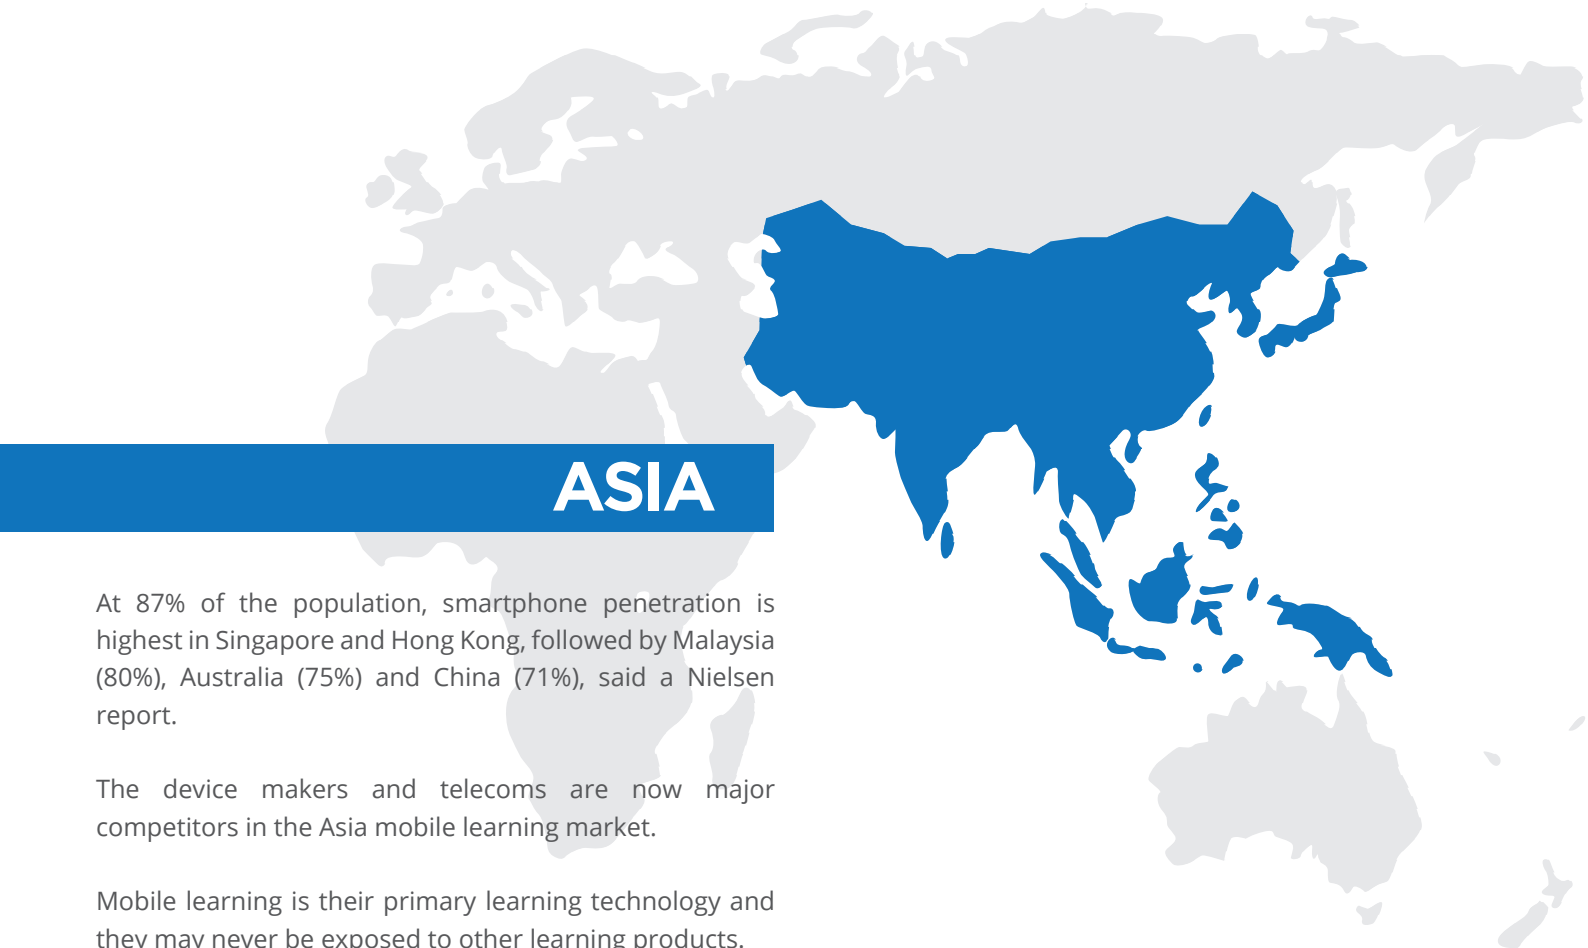 ASIA
At 87% of the population, smartphone penetration is
highest in Singapore and Hong Kong, followed by Malaysia
(80%), Australia (75%) and China (71%), said a Nielsen
report.
The device makers and telecoms are now major
competitors in the Asia mobile learning market.
Mobile learning is their primary learning technology and
they may never be exposed to other learning products.